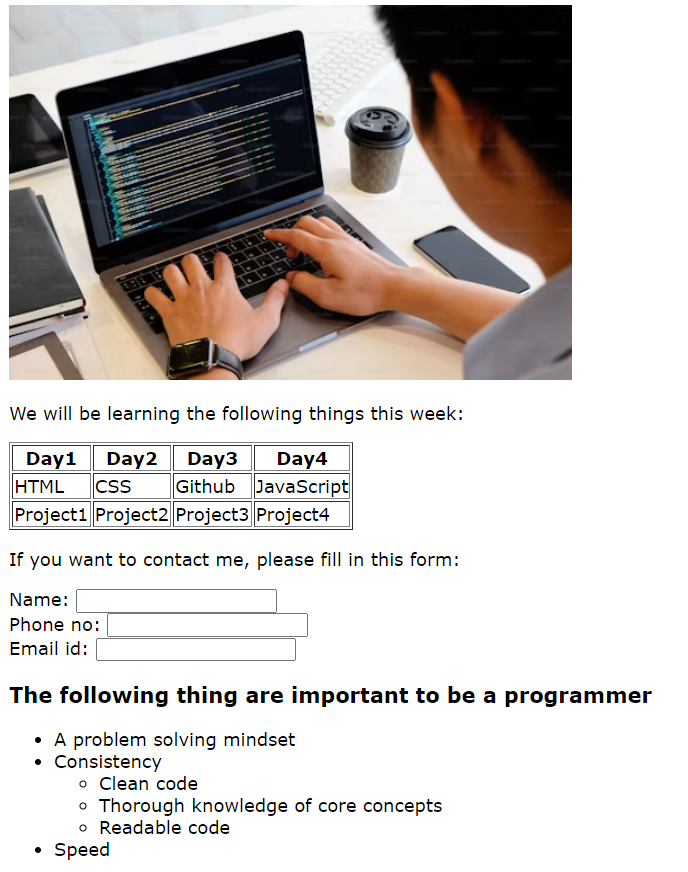 We will be learning the following things this week:
Day1 Day2 Day3 Day4
HTML CSS Github JavaScript
Project1 Project2 Project3 Project4
If you want to contact me, please fill in this form:
Name:
Phone no:
Email id:
The following thing are important to be a programmer
A problem solving mindset
Consistency
Clean code
Thorough knowledge of core concepts
Readable code
Speed